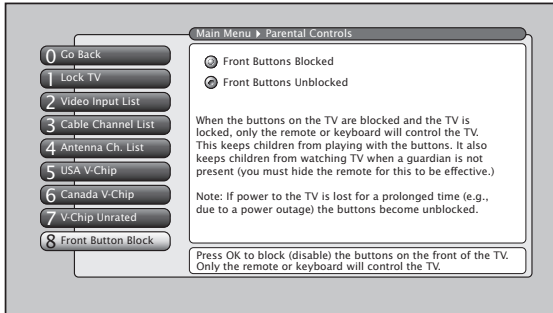 Main Menu ▶ Parental Controls
0 Go Back
1 Lock TV
2 Video Input List
3 Cable Channel List
4 Antenna Ch. List
5 USA V-Chip
6 Canada V-Chip
7 V-Chip Unrated
8 Front Button Block
Front Buttons Blocked
Front Buttons Unblocked
When the buttons on the TV are blocked and the TV is
locked, only the remote or keyboard will control the TV.
This keeps children from playing with the buttons. It also
keeps children from watching TV when a guardian is not
present (you must hide the remote for this to be effective.)
Note: If power to the TV is lost for a prolonged time (e.g.,
due to a power outage) the buttons become unblocked.
Press OK to block (disable) the buttons on the front of the TV.
Only the remote or keyboard will control the TV.